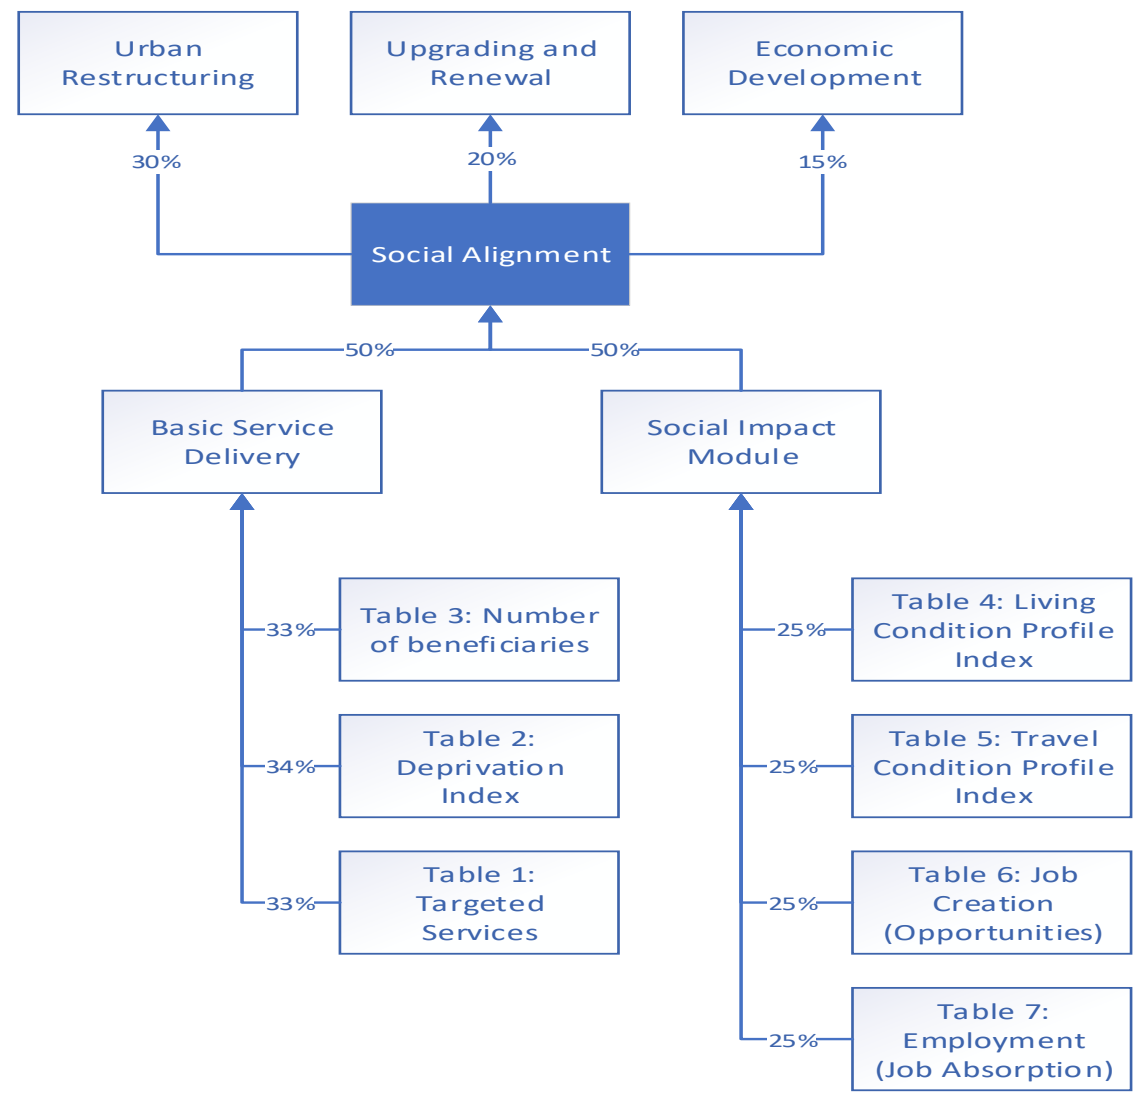 Urban
Restructuring
Upgrading and
Renewal
Economic
Development
30%
20%
15%
Social Alignment
50%
50%
Basic Service
Delivery
Social Impact
Module
33%
Table 3: Number
of beneficiaries
34%
Table 2:
Deprivation
Index
33%
Table 1:
Targeted
Services
25%
Table 4: Living
Condition Profile
Index
25%
Table 5: Travel
Condition Profile
Index
25%
Table 6: Job
Creation
(Opportunities)
25%
Table 7:
Employment
(Job Absorption)